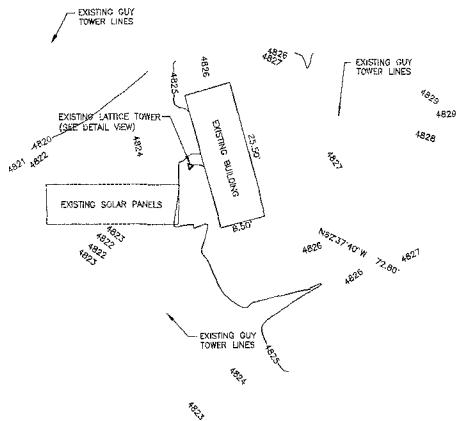 EXISTING GUY
TOWER LINES
4826
4825
4826
4827
EXISTING GUY
TOWER LINES
4829
4829
4828
EXISTING LATTICE TOWER
(SEE DETAIL VIEW)
4820
4821
4822
4824
EXISTING BUILDING
25.50'
8.50'
4827
EXISTING SOLAR PANELS
4823
4822
4822
4823
N82°37'40"W 72.80'
4826
4826
4827
EXISTING GUY
TOWER LINES
4825
4824
4823